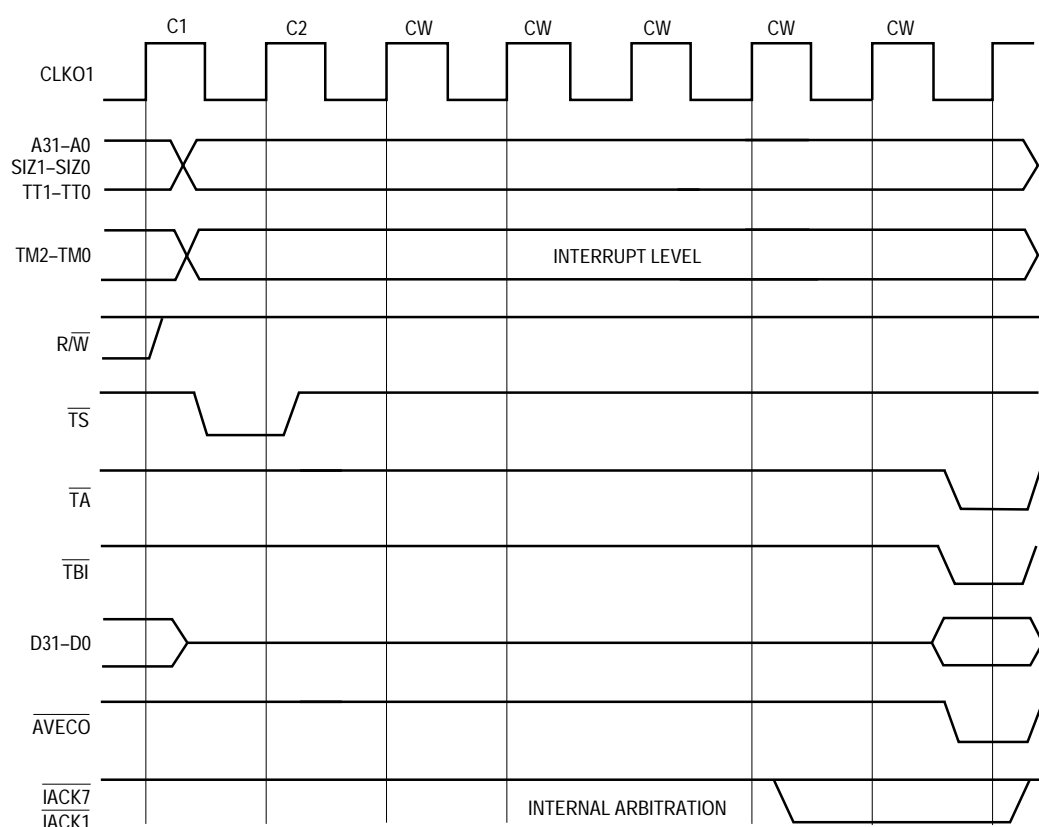 C1 C2 CW CW CW CW CW
CLKO1
A31–A0
SIZ1–SIZ0
TT1–TT0
TM2–TM0 INTERRUPT LEVEL
R/W
TS
TA
TBI
D31–D0
AVECO
IACK7
INTERNAL ARBITRATION
IACK1